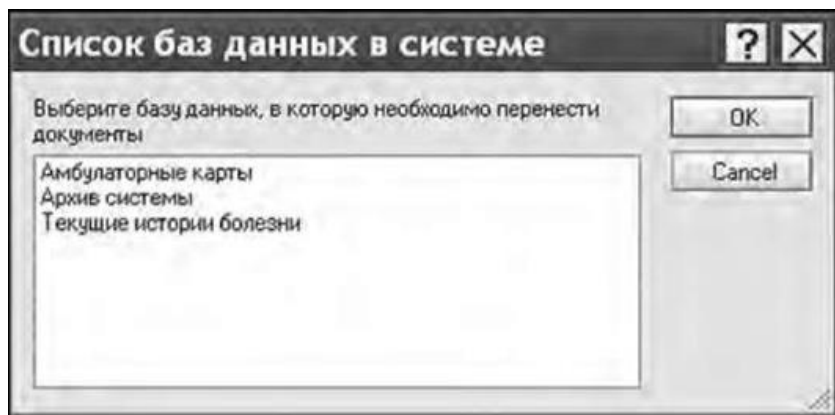 Список баз данных в системе
Выберите базу данных, в которую необходимо перенести
документы
OK
Cancel
Амбулаторные карты
Архив системы
Текущие истории болезни